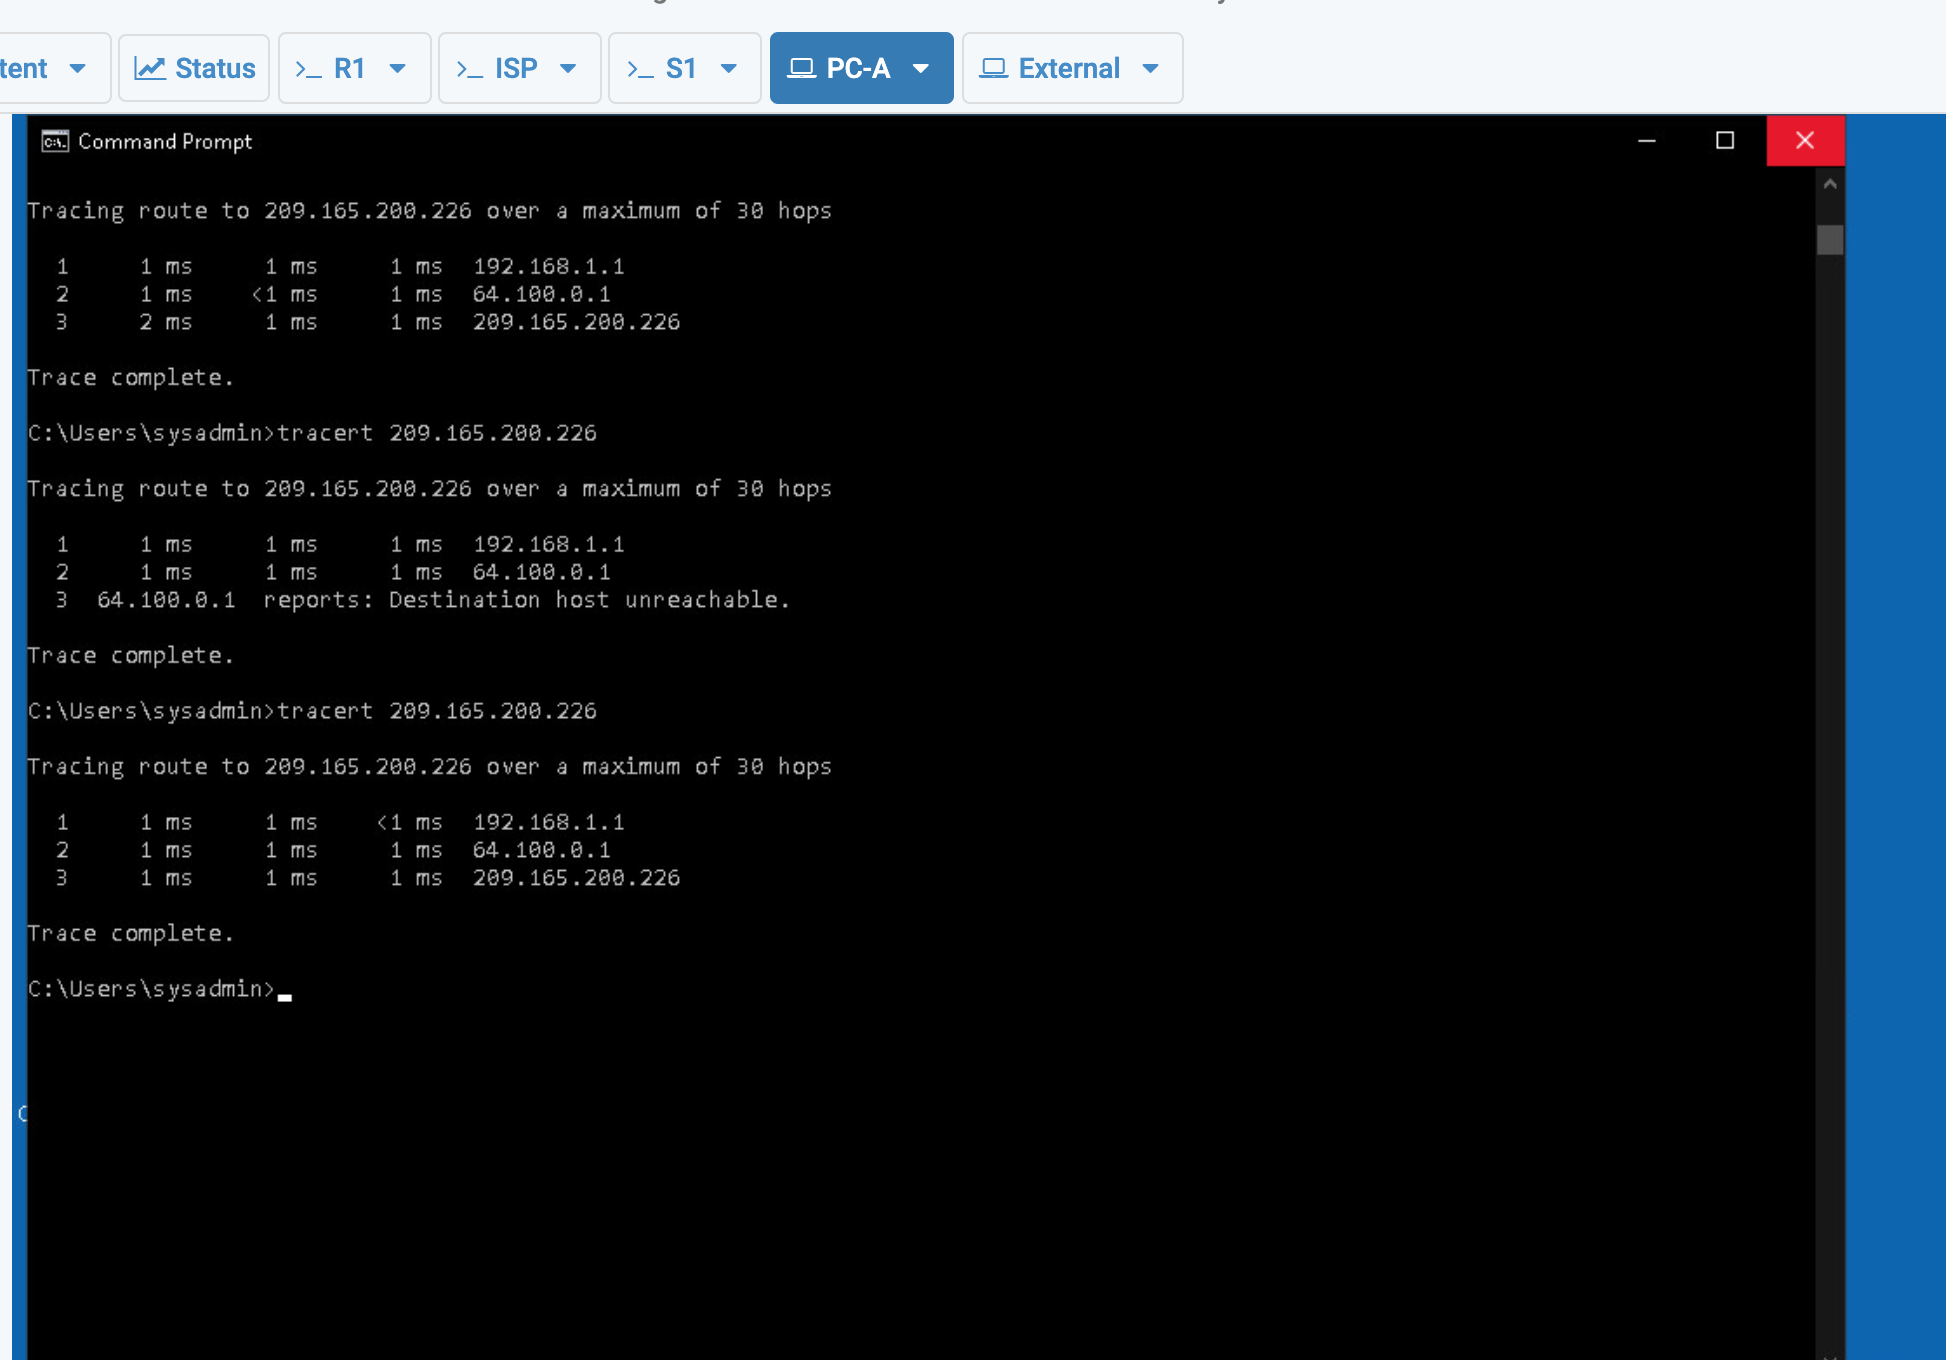 tent
Status
>_ R1
>_ ISP
>_ S1
PC-A
External
Command Prompt
Tracing route to 209.165.200.226 over a maximum of 30 hops
1 1 ms 1 ms 1 ms 192.168.1.1
2 1 ms <1 ms 1 ms 64.100.0.1
3 2 ms 1 ms 1 ms 209.165.200.226
Trace complete.
C:\Users\sysadmin>tracert 209.165.200.226
Tracing route to 209.165.200.226 over a maximum of 30 hops
1 1 ms 1 ms 1 ms 192.168.1.1
2 1 ms 1 ms 1 ms 64.100.0.1
3 64.100.0.1 reports: Destination host unreachable.
Trace complete.
C:\Users\sysadmin>tracert 209.165.200.226
Tracing route to 209.165.200.226 over a maximum of 30 hops
1 1 ms 1 ms <1 ms 192.168.1.1
2 1 ms 1 ms 1 ms 64.100.0.1
3 1 ms 1 ms 1 ms 209.165.200.226
Trace complete.
C:\Users\sysadmin>